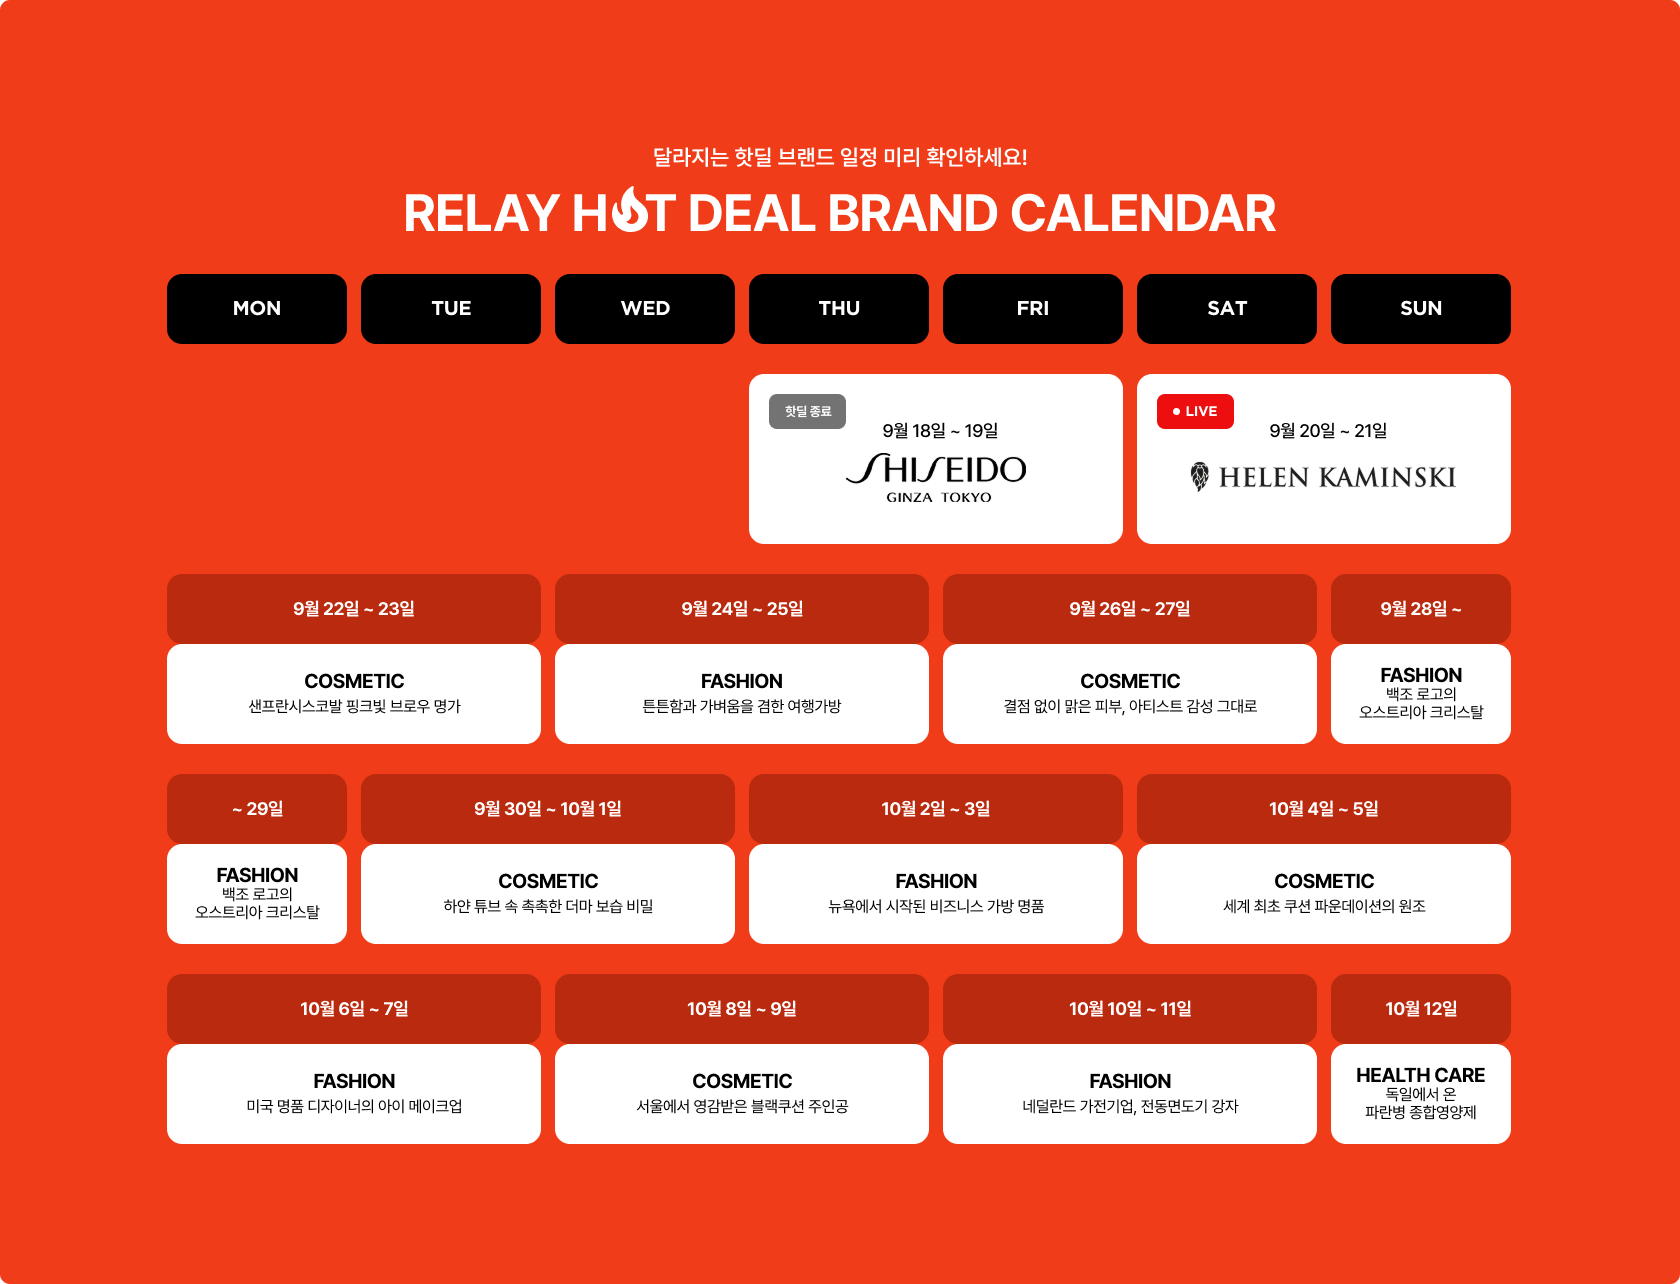 달라지는 핫딜 브랜드 일정 미리 확인하세요!
RELAY HOT DEAL BRAND CALENDAR
MON TUE WED THU FRI SAT SUN
핫딜 종료
9월 18일 ~ 19일
SHISEIDO
GINZA TOKYO
LIVE
9월 20일 ~ 21일
HELEN KAMINSKI
9월 22일 ~ 23일
COSMETIC
샌프란시스코발 핑크빛 브로우 명가
9월 24일 ~ 25일
FASHION
튼튼함과 가벼움을 겸한 여행가방
9월 26일 ~ 27일
COSMETIC
결점 없이 맑은 피부, 아티스트 감성 그대로
9월 28일 ~
FASHION
백조 로고의
오스트리아 크리스탈
~ 29일
FASHION
백조 로고의
오스트리아 크리스탈
9월 30일 ~ 10월 1일
COSMETIC
하얀 튜브 속 촉촉한 더마 보습 비밀
10월 2일 ~ 3일
FASHION
뉴욕에서 시작된 비즈니스 가방 명품
10월 4일 ~ 5일
COSMETIC
세계 최초 쿠션 파운데이션의 원조
10월 6일 ~ 7일
FASHION
미국 명품 디자이너의 아이 메이크업
10월 8일 ~ 9일
COSMETIC
서울에서 영감받은 블랙쿠션 주인공
10월 10일 ~ 11일
FASHION
네덜란드 가전기업, 전동면도기 강자
10월 12일
HEALTH CARE
독일에서 온
파란병 종합영양제